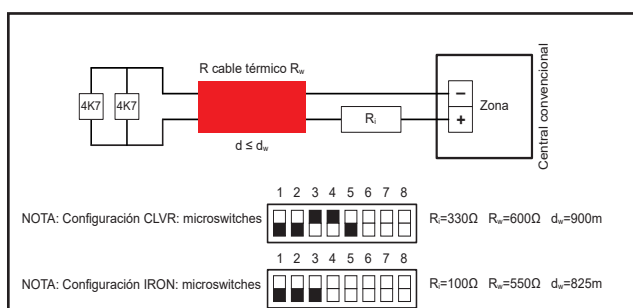 R cable térmico Rw
4K7 4K7
d ≤ dw
Ri
−
+
Zona
Central convencional
1 2 3 4 5 6 7 8
NOTA: Configuración CLVR: microswitches Ri=330Ω Rw=600Ω dw=900m
1 2 3 4 5 6 7 8
NOTA: Configuración IRON: microswitches Ri=100Ω Rw=550Ω dw=825m